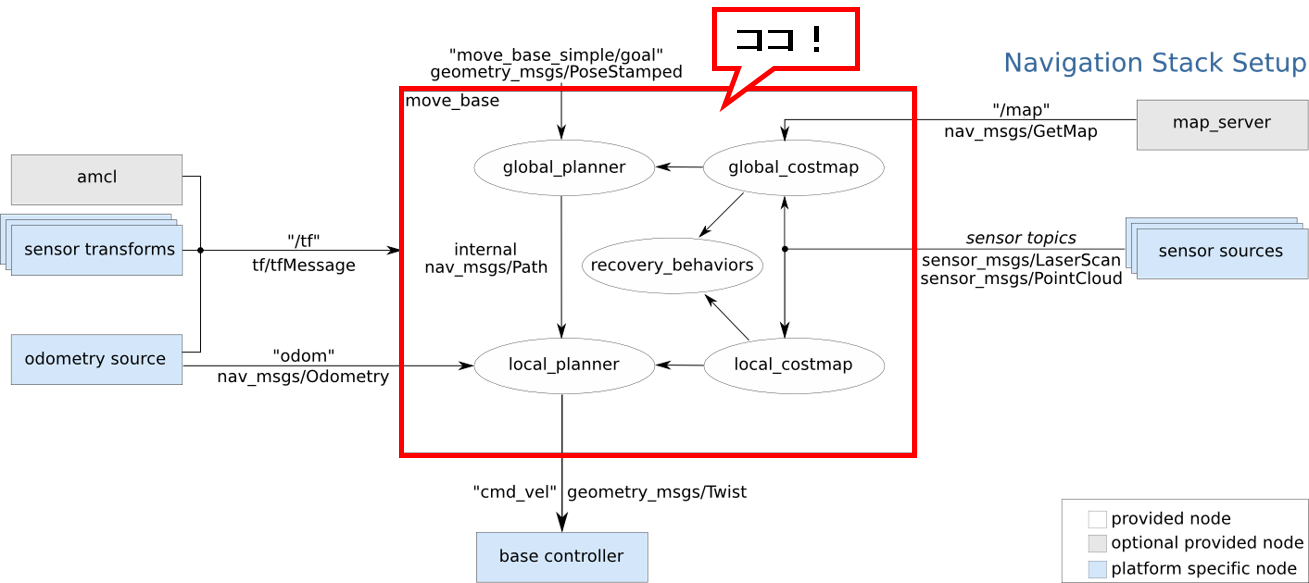 ココ！
Navigation Stack Setup
"move_base_simple/goal"
geometry_msgs/PoseStamped
move_base
"/map"
nav_msgs/GetMap
map_server
global_planner
global_costmap
amcl
sensor transforms
"/tf"
tf/tfMessage
internal
nav_msgs/Path
recovery_behaviors
sensor topics
sensor_msgs/LaserScan
sensor_msgs/PointCloud
sensor sources
odometry source
"odom"
nav_msgs/Odometry
local_planner
local_costmap
"cmd_vel" geometry_msgs/Twist
base controller
provided node
optional provided node
platform specific node